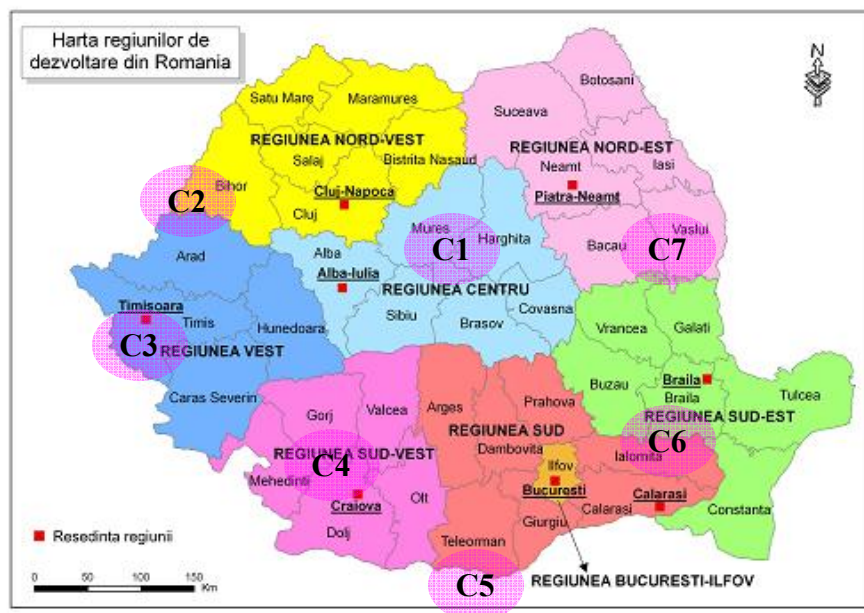 Harta regiunilor de
dezvoltare din Romania
N
Botosani
Satu Mare
Maramures
Suceava
REGIUNEA NORD-VEST
REGIUNEA NORD-EST
Salaj
Bistrita Nasaud
Neamt
Iasi
Bihor
Cluj-Napoca
Piatra-Neamt
C2
Cluj
Mures
Vaslui
Harghita
Bacau
C1
C7
Arad
Alba
Alba-Iulia
REGIUNEA CENTRU
Timisoara
Covasna
Timis
Hunedoara
Sibiu
Brasov
Vrancea
Galati
C3
REGIUNEA VEST
Buzau
Braila
Caras Severin
Valcea
Prahova
Braila
Tulcea
Gorj
Arges
REGIUNEA SUD-EST
REGIUNEA SUD
C6
Dambovita
REGIUNEA SUD-VEST
Ialomita
C4
Ilfov
Mehedinti
Olt
Bucuresti
Calarasi
Craiova
Calarasi
Constanta
Giurgiu
Resedinta regiunii
Dolj
Teleorman
C5
REGIUNEA BUCURESTI-ILFOV
0 50 100 150
Km